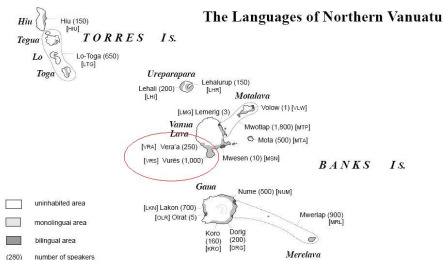 The Languages of Northern Vanuatu
Hiu
Hiu (150)
[HIU]
Tegua
TORRES Is.
Lo
Lo-Toga (650)
[LTG]
Toga
Ureparapara
Lehali (200)
[LHI]
Lehalurup (150)
[LHR]
Motalava
Volow (1) [VLW]
[LMG] Lemerig (3)
Vanua
Lava
Mwotlap (1,800) [MTP]
Mota (500) [MTA]
[VRA] Vera'a (250)
[VRS] Vurës (1,000)
Mwesen (10) [MSN]
BANKS Is.
Gaua
Nume (500) [NUM]
[LKN] Lakon (700)
[OLR] Olrat (5)
Mwerlap (900)
[MRL]
Koro
(160)
[KRO]
Dorig
(200)
[DRG]
Merelava
uninhabited area
monolingual area
bilingual area
(280) number of speakers